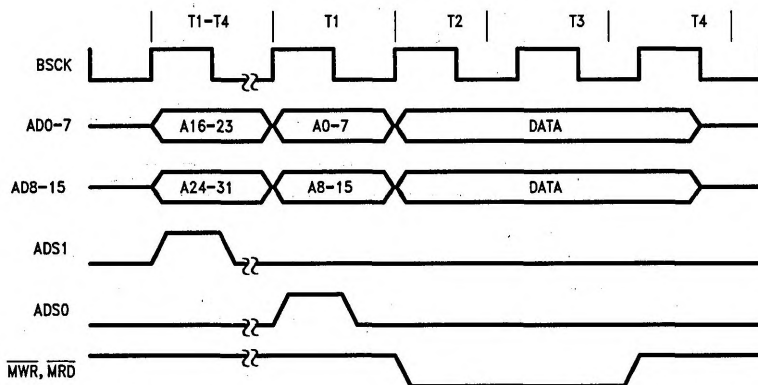 T1-T4 T1 T2 T3 T4
BSCK
AD0-7 A16-23 A0-7 DATA
AD8-15 A24-31 A8-15 DATA
ADS1
ADS0
MWR, MRD